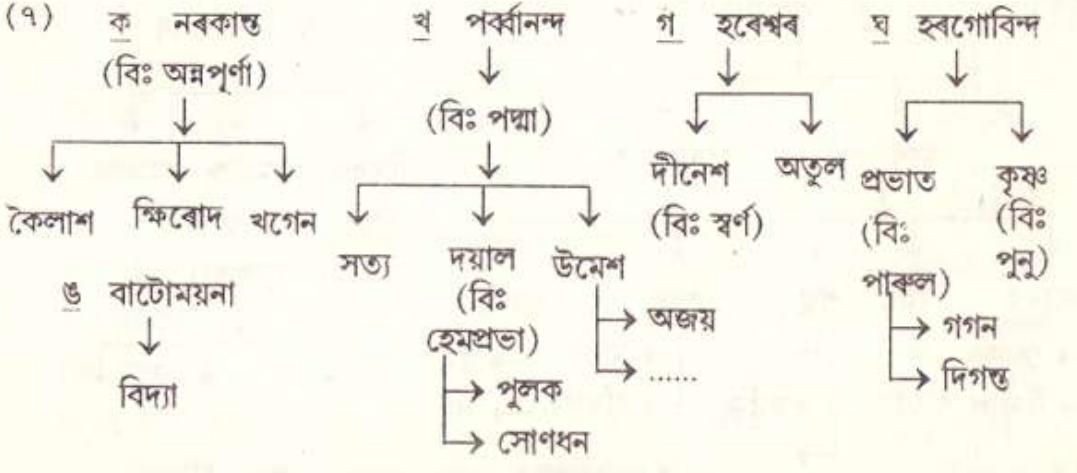 (৭) ক নৰকান্ত খ পৰ্ব্বানন্দ গ হৰেশ্বৰ ঘ হৰগোবিন্দ
(বিঃ অন্নপূৰ্ণা)
(বিঃ পদ্মা)
কৈলাশ ক্ষিৰোদ খগেন
সত্য দয়াল উমেশ
(বিঃ
হেমপ্ৰভা)
পুলক
সোণধন
অজয়
......
দীনেশ অতুল
(বিঃ স্বৰ্ণ)
প্ৰভাত কৃষ্ণ
(বিঃ (বিঃ
পাৰুল) পুনু)
গগন
দিগন্ত
ঙ বাটোময়না
বিদ্যা